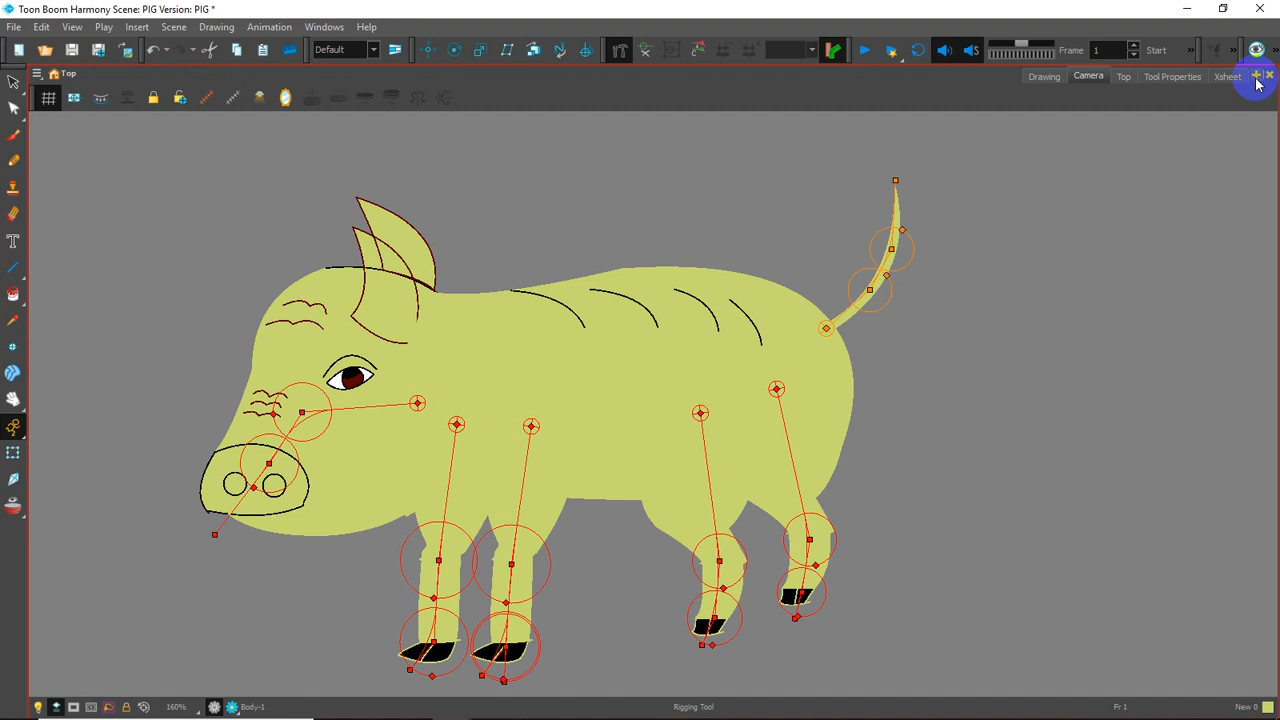 Toon Boom Harmony Scene: PIG Version: PIG *
File Edit View Play Insert Scene Drawing Animation Windows Help
Default Frame 1 Start
Top Drawing Camera Top Tool Properties Xsheet
160% Body-1 Rigging Tool Fr 1 New 0